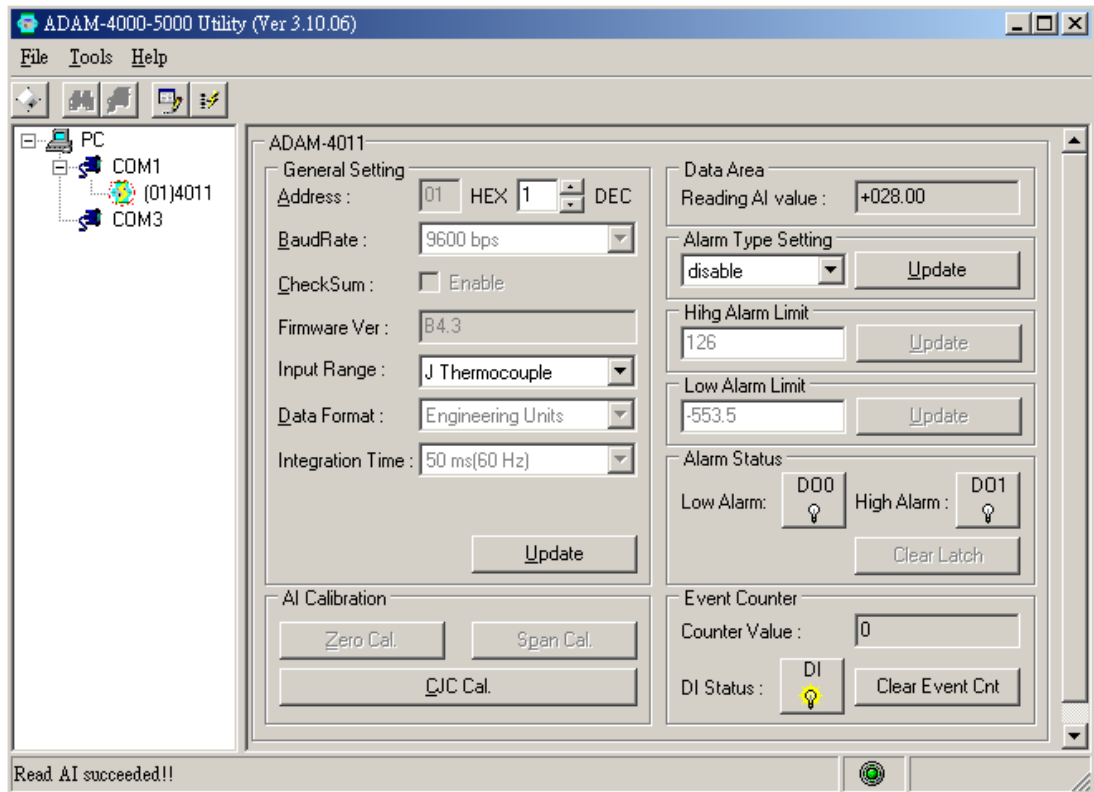 ADAM-4000-5000 Utility (Ver 3.10.06)
File Tools Help
PC
COM1
(01)4011
COM3
ADAM-4011
General Setting
Address : 01 HEX 1 DEC
BaudRate : 9600 bps
CheckSum : Enable
Firmware Ver : B4.3
Input Range : J Thermocouple
Data Format : Engineering Units
Integration Time : 50 ms(60 Hz)
Update
AI Calibration
Zero Cal. Span Cal.
CJC Cal.
Data Area
Reading AI value : +028.00
Alarm Type Setting
disable Update
Hihg Alarm Limit
126 Update
Low Alarm Limit
-553.5 Update
Alarm Status
Low Alarm: DO0 High Alarm : DO1
Clear Latch
Event Counter
Counter Value : 0
DI Status : DI Clear Event Cnt
Read AI succeeded!!